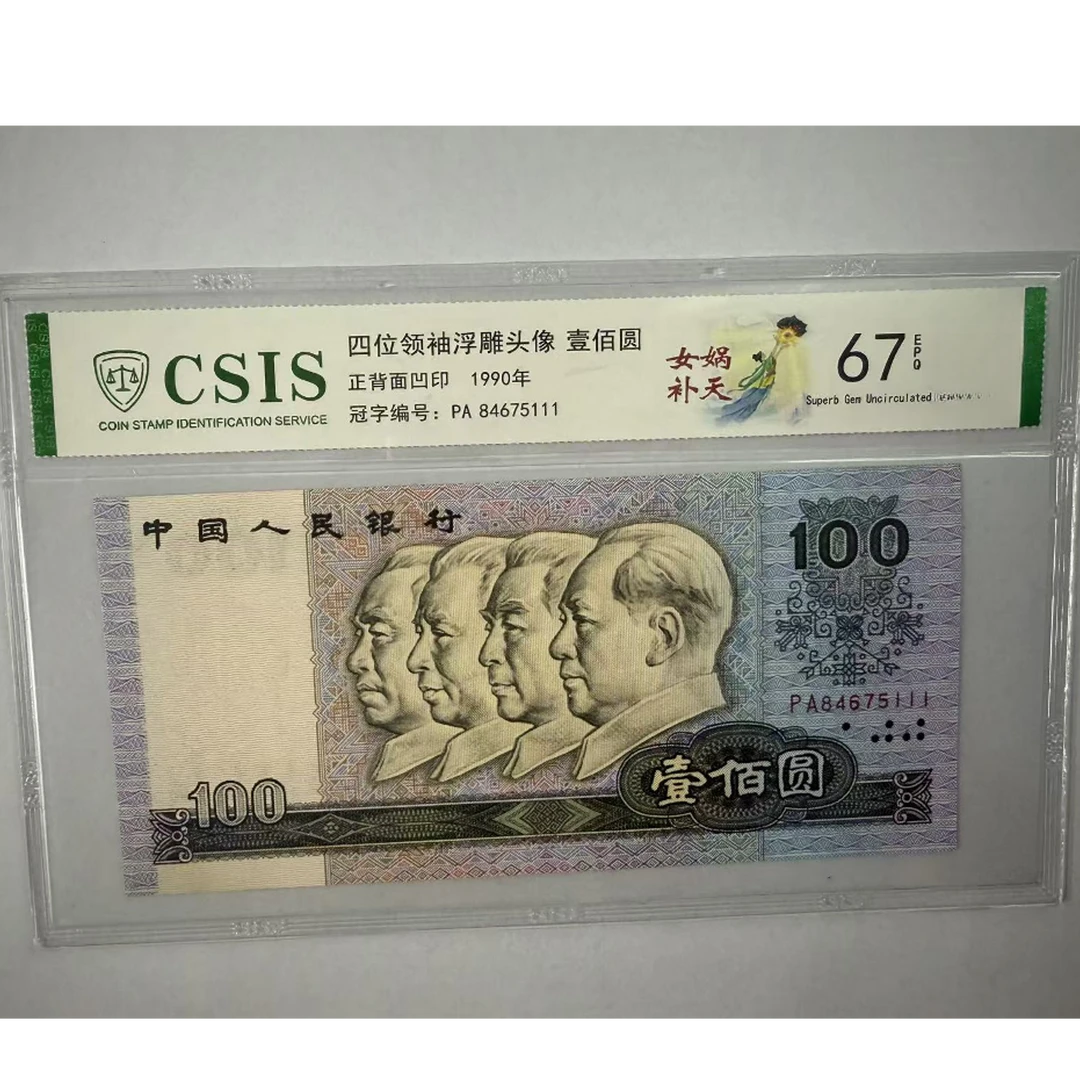 CSIS
COIN STAMP IDENTIFICATION SERVICE
四位领袖浮雕头像 壹佰圆
正背面凹印 1990年
冠字编号：PA 84675111
女娲
补天
67
EPQ
Superb Gem Uncirculated
中国人民银行
100
PA84675111
壹佰圆
100